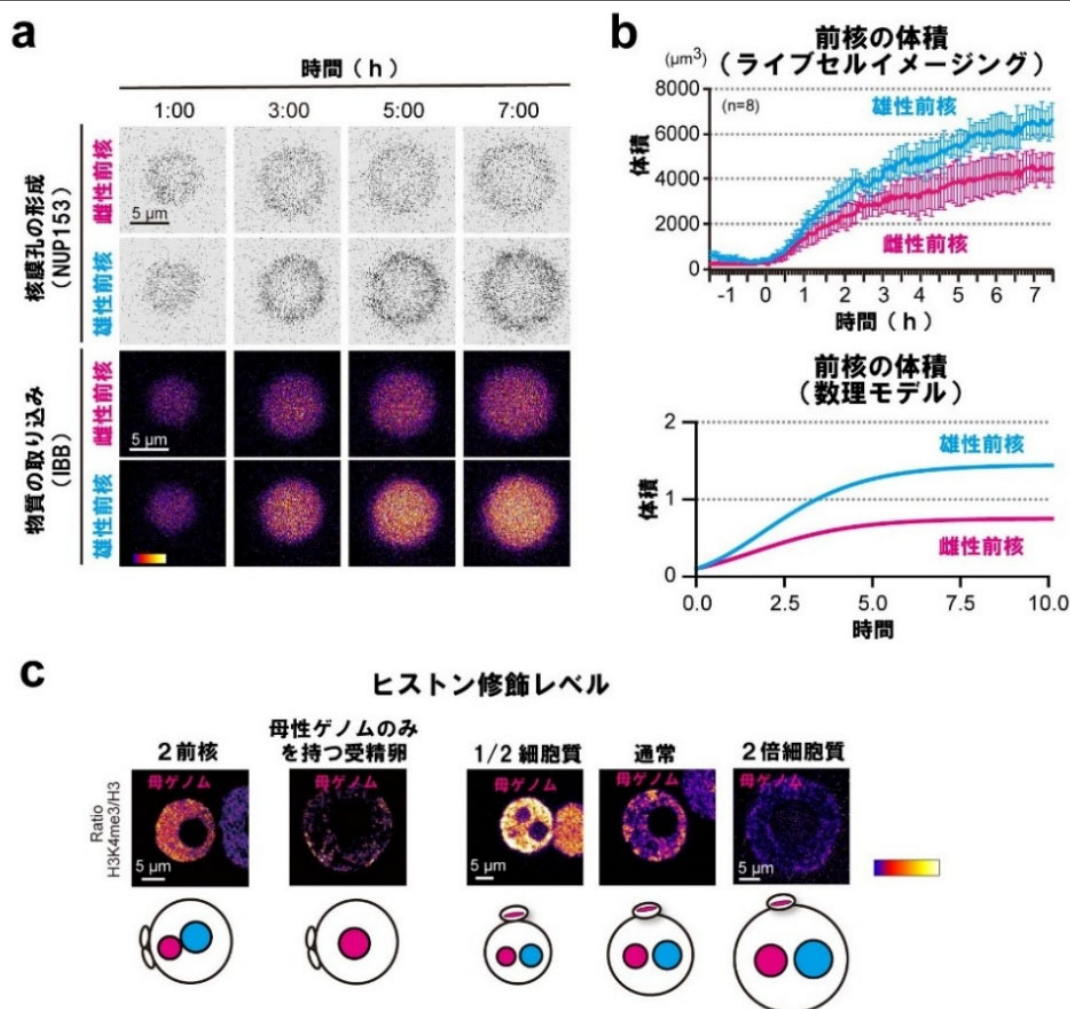 a
時間（h）
1:00 3:00 5:00 7:00
核膜孔の形成
（NUP153）
雌性前核
5 μm
雄性前核
物質の取り込み
（IBB）
雌性前核
5 μm
雄性前核
b
前核の体積
（ライブセルイメージング）
(μm³)
(n=8)
体積
8000
6000
4000
2000
0
雄性前核
雌性前核
-1 0 1 2 3 4 5 6 7
時間（h）
前核の体積
（数理モデル）
体積
2
1
0
雄性前核
雌性前核
0.0 2.5 5.0 7.5 10.0
時間
c
ヒストン修飾レベル
2前核
母性ゲノムのみ
を持つ受精卵
1/2 細胞質
通常
2倍細胞質
Ratio
H3K4me3/H3
母ゲノム
5 μm
母ゲノム
5 μm
母ゲノム
5 μm
母ゲノム
5 μm
母ゲノム
5 μm